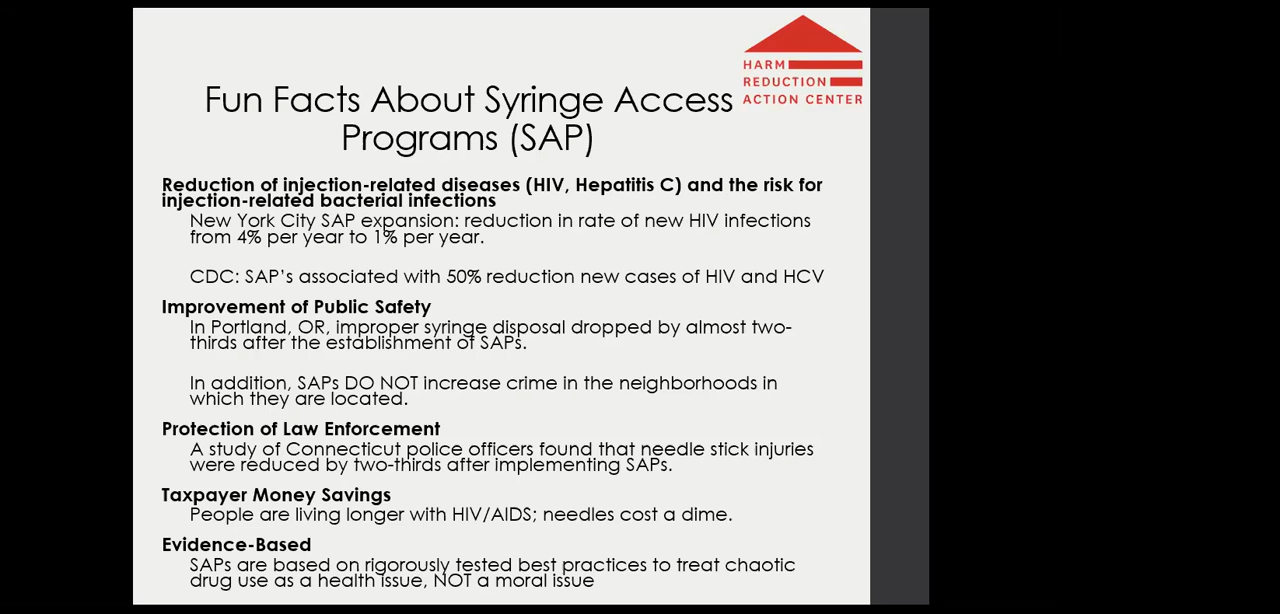 HARM
REDUCTION
ACTION CENTER
Fun Facts About Syringe Access
Programs (SAP)
Reduction of injection-related diseases (HIV, Hepatitis C) and the risk for
injection-related bacterial infections
New York City SAP expansion: reduction in rate of new HIV infections
from 4% per year to 1% per year.
CDC: SAP's associated with 50% reduction new cases of HIV and HCV
Improvement of Public Safety
In Portland, OR, improper syringe disposal dropped by almost two-
thirds after the establishment of SAPs.
In addition, SAPs DO NOT increase crime in the neighborhoods in
which they are located.
Protection of Law Enforcement
A study of Connecticut police officers found that needle stick injuries
were reduced by two-thirds after implementing SAPs.
Taxpayer Money Savings
People are living longer with HIV/AIDS; needles cost a dime.
Evidence-Based
SAPs are based on rigorously tested best practices to treat chaotic
drug use as a health issue, NOT a moral issue